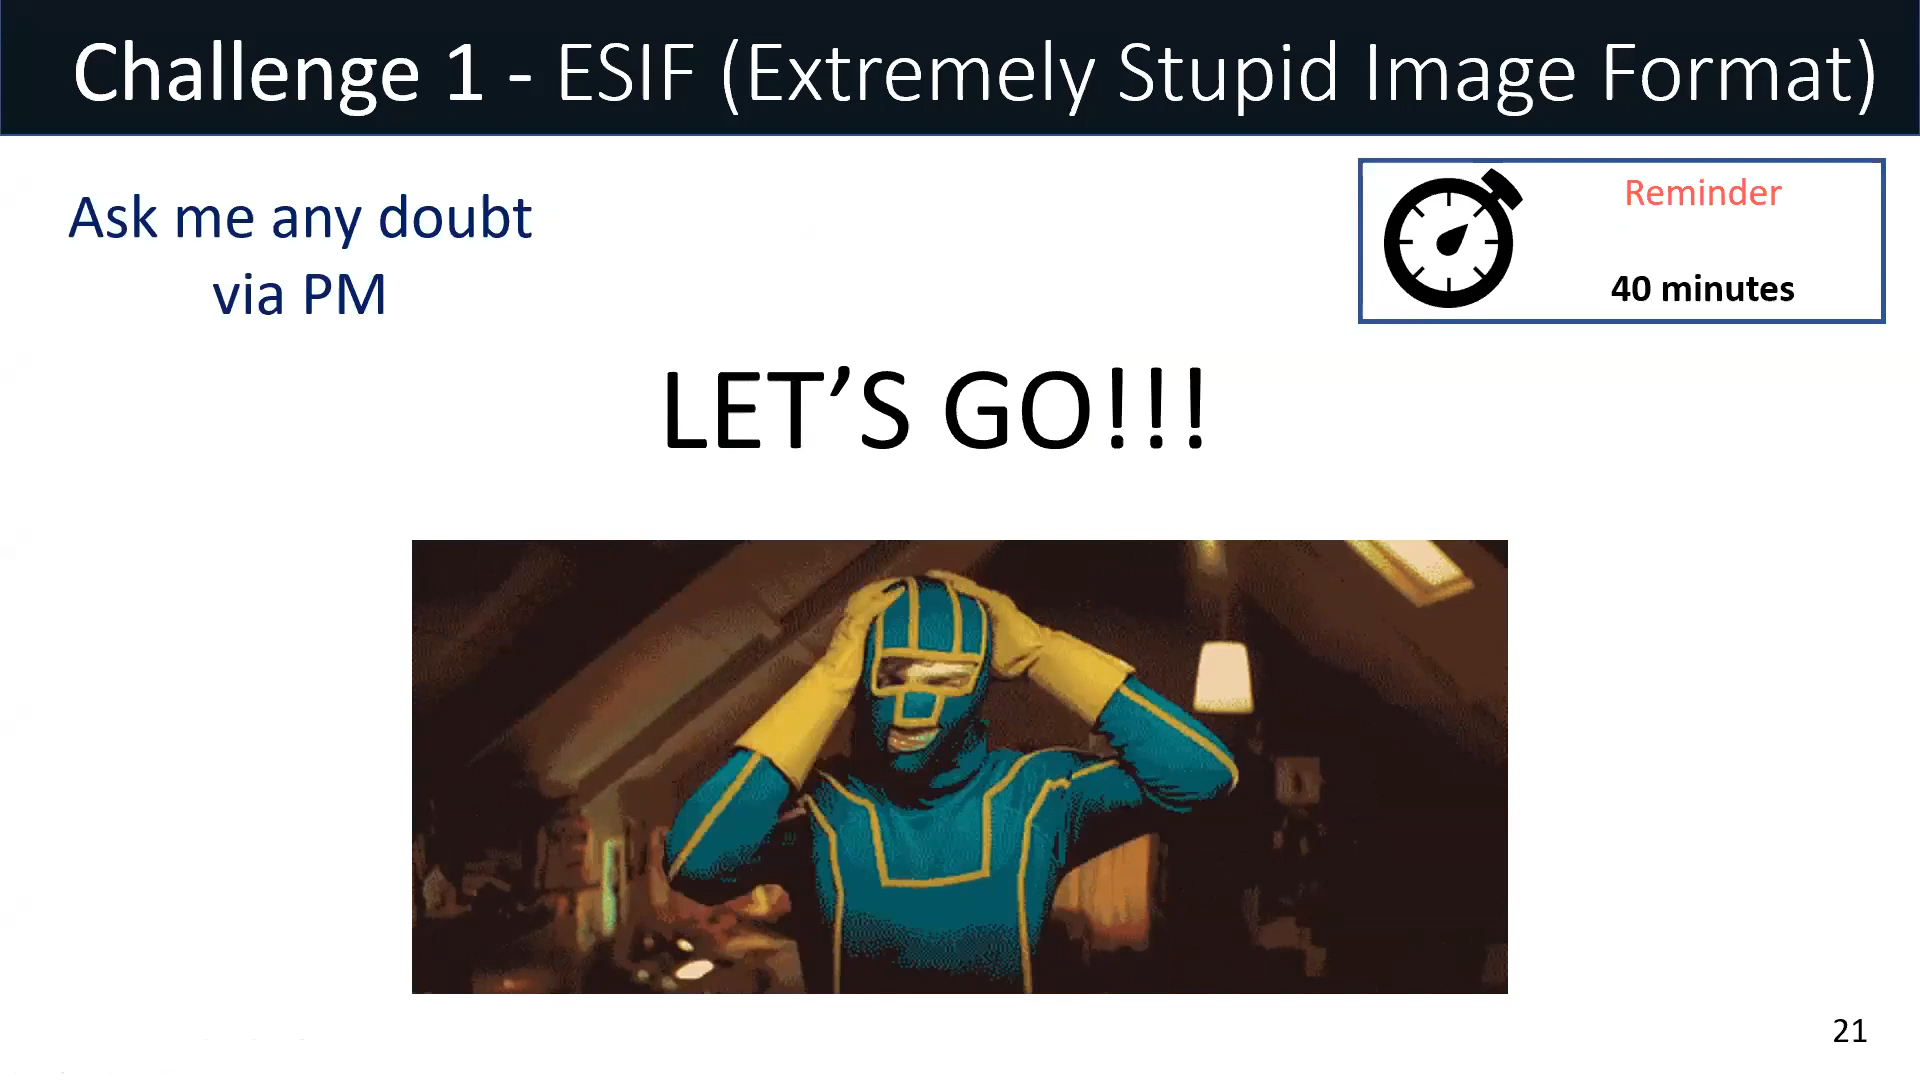 Challenge 1 - ESIF (Extremely Stupid Image Format)
Ask me any doubt
via PM
Reminder
40 minutes
LET’S GO!!!
21